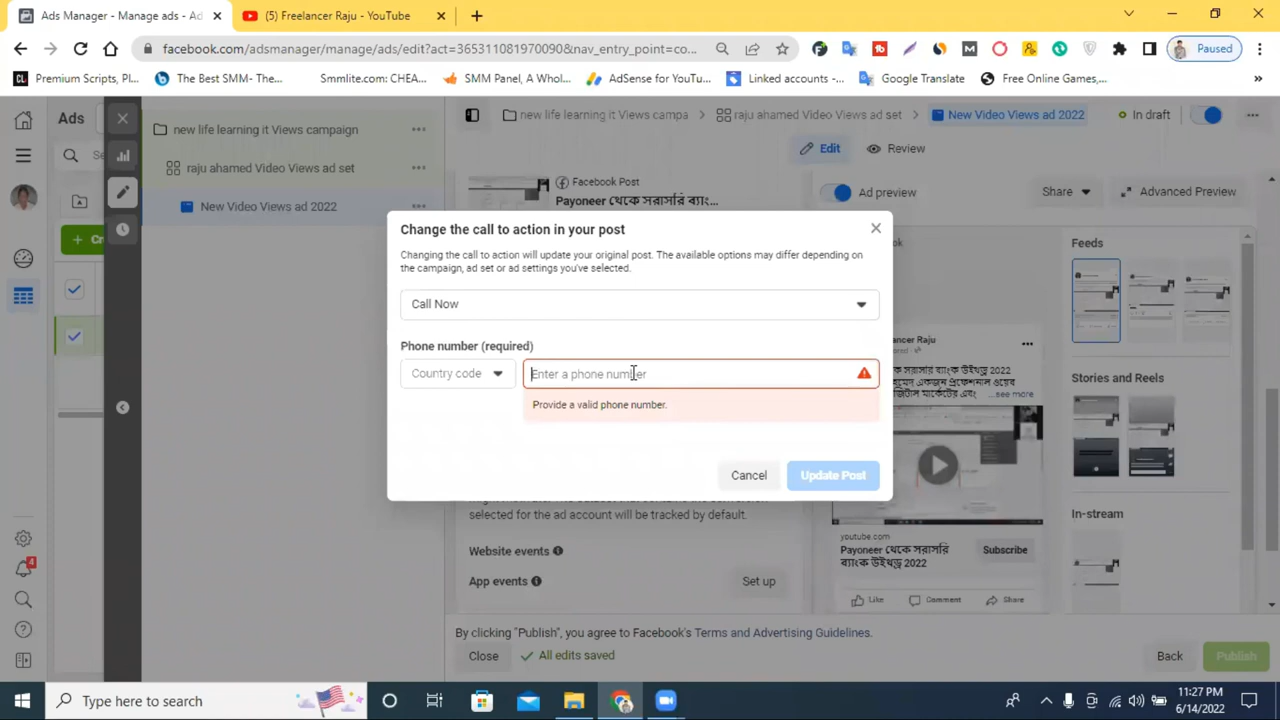 Ads Manager - Manage ads - Ad
(5) Freelancer Raju - YouTube
facebook.com/adsmanager/manage/ads/edit?act=365311081970090&nav_entry_point=co...
Paused
Premium Scripts, Pl...
The Best SMM- The...
Smmlite.com: CHEA...
SMM Panel, A Whol...
AdSense for YouTu...
Linked accounts -...
Google Translate
Free Online Games,...
Ads
new life learning it Views campaign
raju ahamed Video Views ad set
New Video Views ad 2022
new life learning it Views campa
raju ahamed Video Views ad set
New Video Views ad 2022
In draft
Edit
Review
Facebook Post
Payoneer থেকে সরাসরি ব্যাং...
Ad preview
Share
Advanced Preview
Change the call to action in your post
Changing the call to action will update your original post. The available options may differ depending on
the campaign, ad set or ad settings you've selected.
Call Now
Phone number (required)
Country code
Enter a phone number
Provide a valid phone number.
Cancel
Update Post
selected for the ad account will be tracked by default.
Website events
App events
Set up
...see more
youtube.com
Payoneer থেকে সরাসরি
ব্যাংক উইথড্র 2022
Subscribe
Like
Comment
Share
Feeds
Stories and Reels
In-stream
By clicking "Publish", you agree to Facebook's Terms and Advertising Guidelines.
Close
All edits saved
Back
Publish
4
Type here to search
11:27 PM
6/14/2022